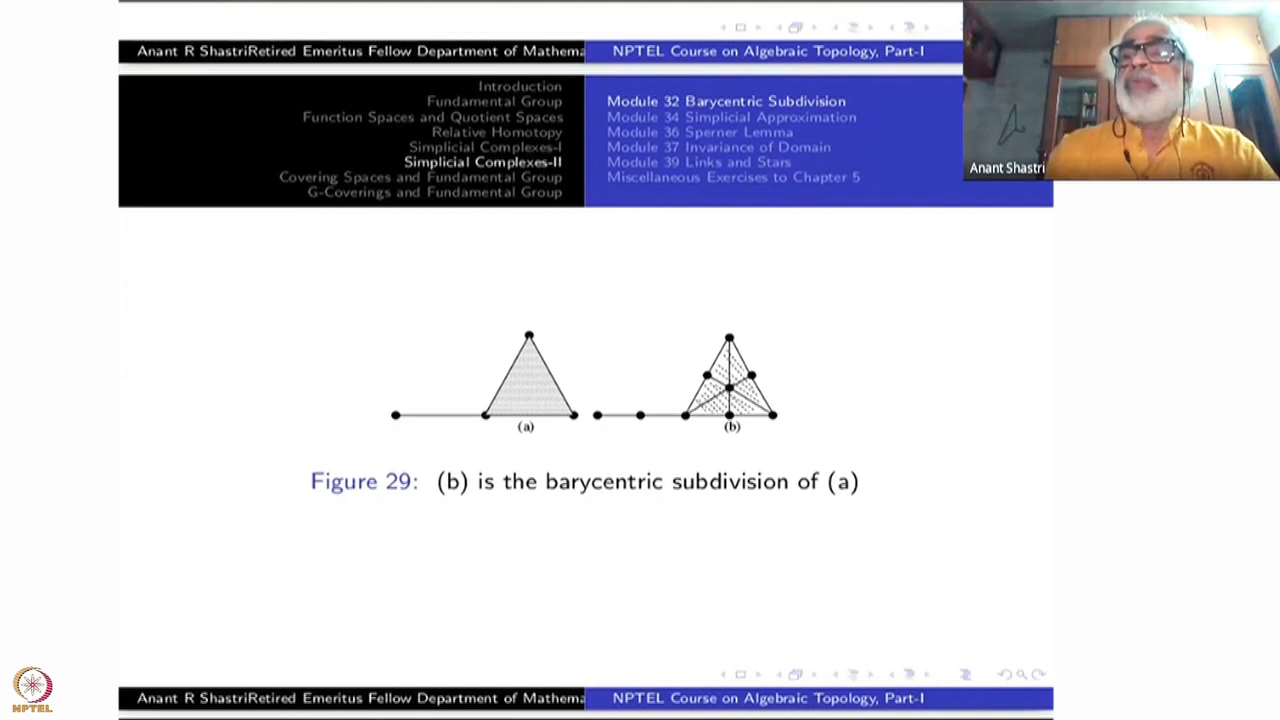 Anant R ShastriRetired Emeritus Fellow Department of Mathema
NPTEL Course on Algebraic Topology, Part-I
Introduction
Fundamental Group
Function Spaces and Quotient Spaces
Relative Homotopy
Simplicial Complexes-I
Simplicial Complexes-II
Covering Spaces and Fundamental Group
G-Coverings and Fundamental Group
Module 32 Barycentric Subdivision
Module 34 Simplicial Approximation
Module 36 Sperner Lemma
Module 37 Invariance of Domain
Module 39 Links and Stars
Miscellaneous Exercises to Chapter 5
Anant Shastri
(a)
(b)
Figure 29: (b) is the barycentric subdivision of (a)
NPTEL
Anant R ShastriRetired Emeritus Fellow Department of Mathema
NPTEL Course on Algebraic Topology, Part-I